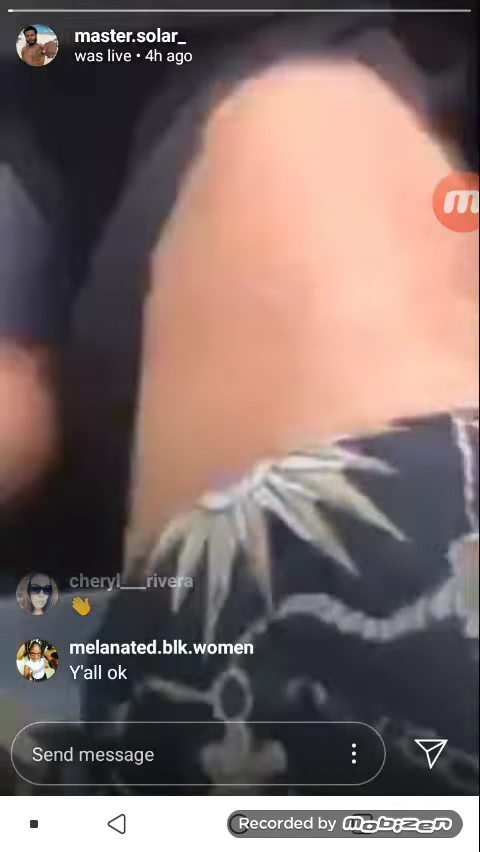 master.solar_
was live • 4h ago
m
cheryl___rivera
👋
melanated.blk.women
Y'all ok
Send message
Recorded by mobizen